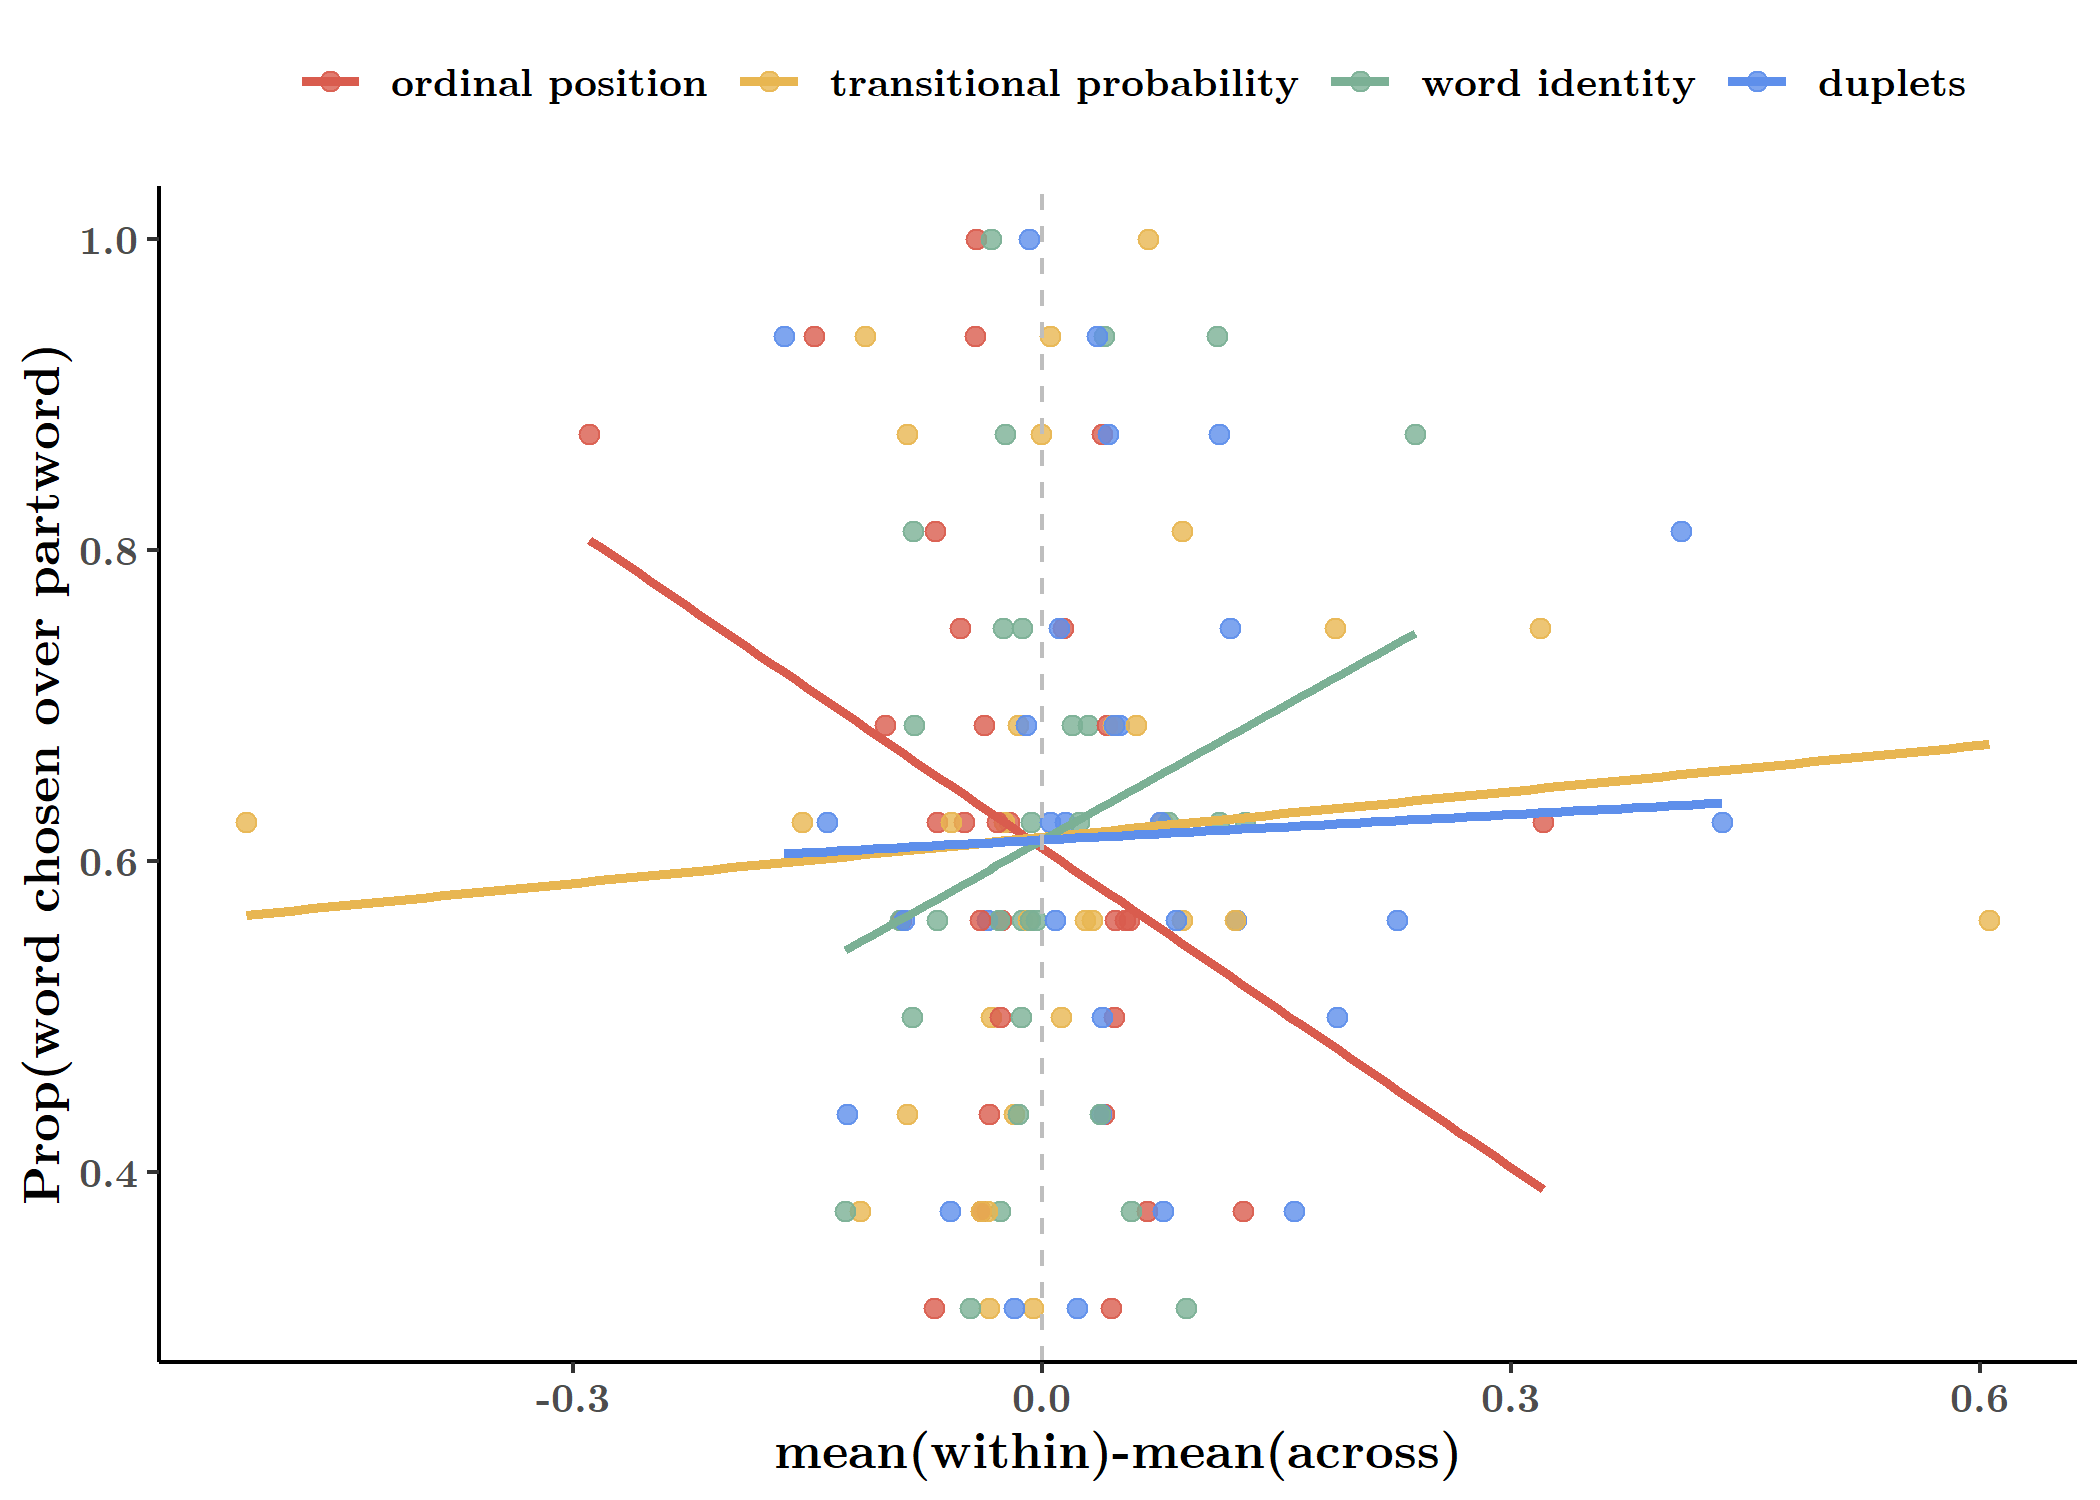 ordinal position transitional probability word identity duplets
Prop(word chosen over partword)
1.0
0.8
0.6
0.4
-0.3 0.0 0.3 0.6
mean(within)-mean(across)